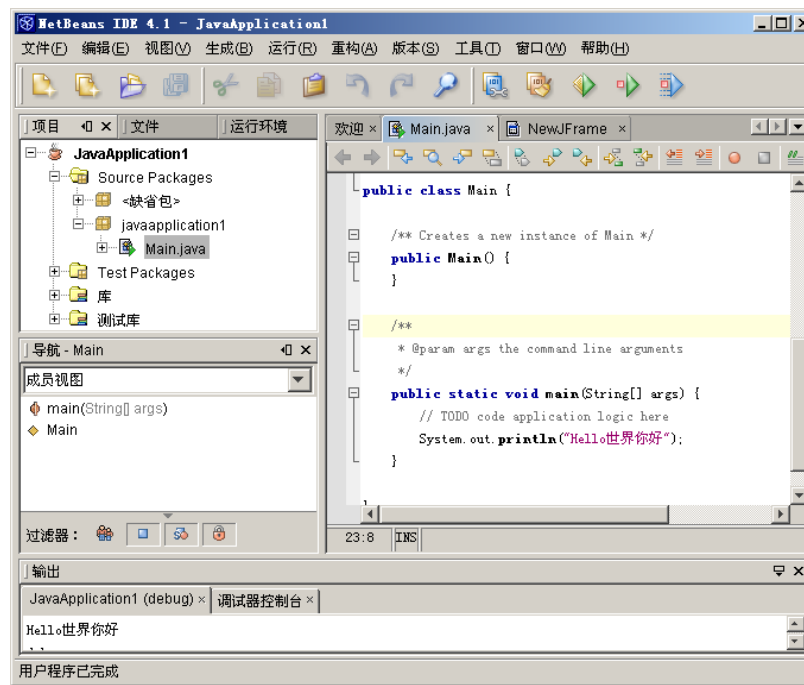 NetBeans IDE 4.1 - JavaApplication1
文件(F) 编辑(E) 视图(V) 生成(B) 运行(R) 重构(A) 版本(S) 工具(T) 窗口(W) 帮助(H)
项目 文件 运行环境
JavaApplication1
Source Packages
<缺省包>
javaapplication1
Main.java
Test Packages
库
测试库
导航 - Main
成员视图
main(String[] args)
Main
过滤器：
欢迎 Main.java NewJFrame
public class Main {
/** Creates a new instance of Main */
public Main() {
}
/**
* @param args the command line arguments
*/
public static void main(String[] args) {
// TODO code application logic here
System.out.println("Hello世界你好");
}
23:8 INS
输出
JavaApplication1 (debug) 调试器控制台
Hello世界你好
用户程序已完成